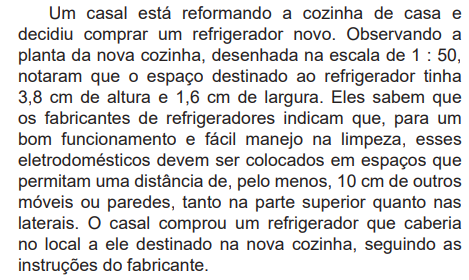 Um casal está reformando a cozinha de casa e
decidiu comprar um refrigerador novo. Observando a
planta da nova cozinha, desenhada na escala de 1 : 50,
notaram que o espaço destinado ao refrigerador tinha
3,8 cm de altura e 1,6 cm de largura. Eles sabem que
os fabricantes de refrigeradores indicam que, para um
bom funcionamento e fácil manejo na limpeza, esses
eletrodomésticos devem ser colocados em espaços que
permitam uma distância de, pelo menos, 10 cm de outros
móveis ou paredes, tanto na parte superior quanto nas
laterais. O casal comprou um refrigerador que caberia
no local a ele destinado na nova cozinha, seguindo as
instruções do fabricante.